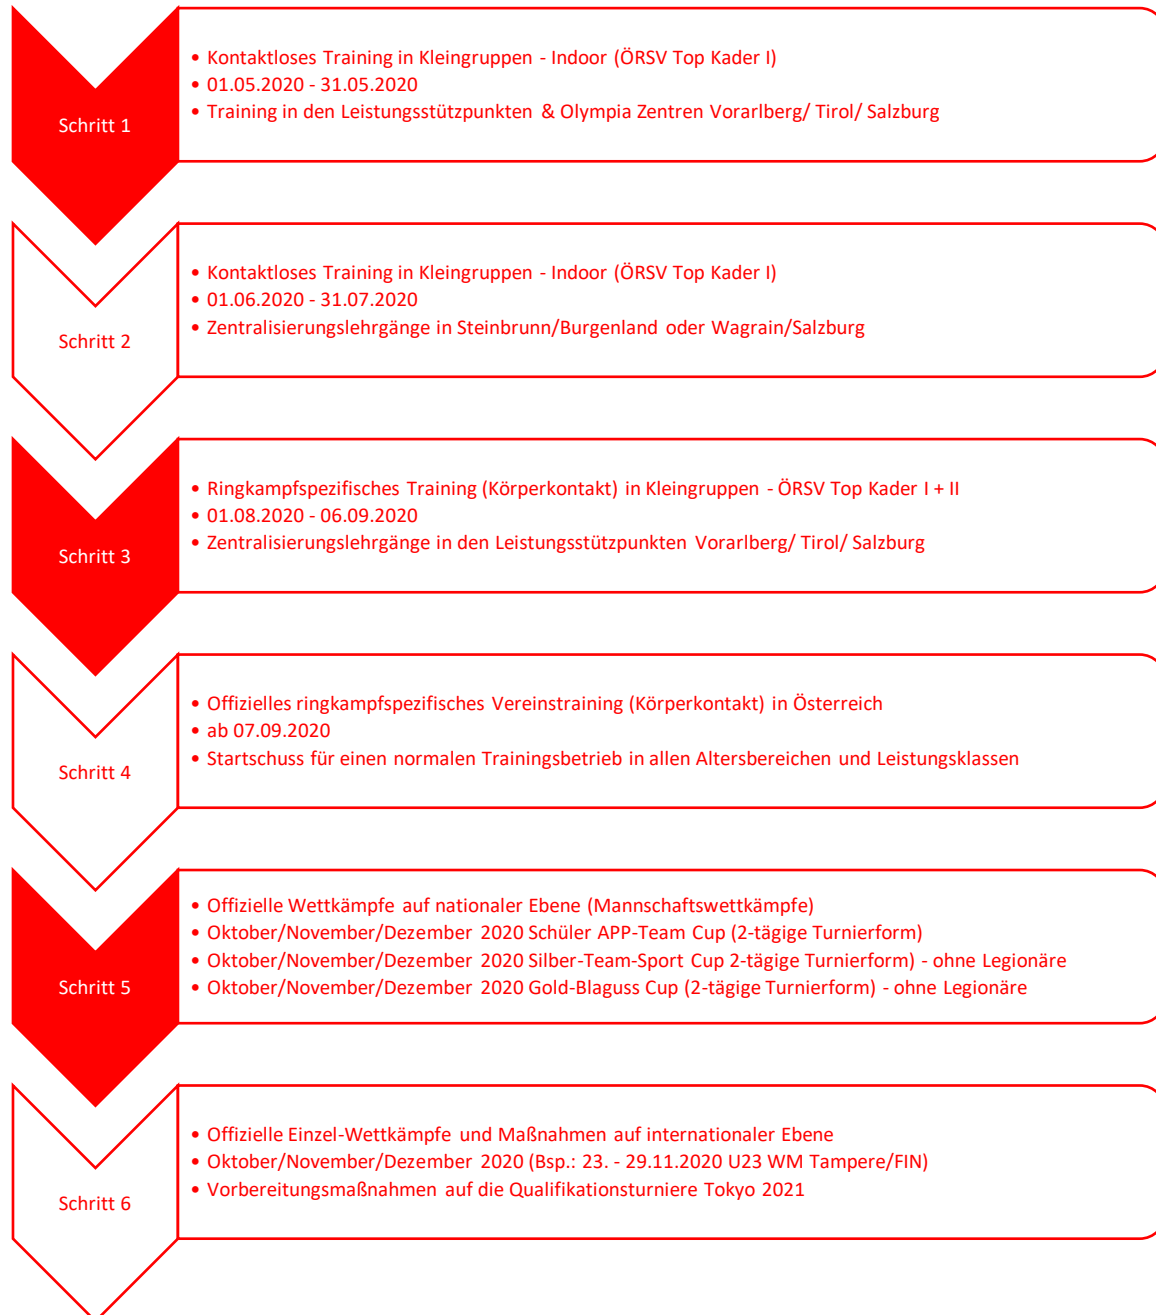 Schritt 1
• Kontaktloses Training in Kleingruppen - Indoor (ÖRSV Top Kader I)
• 01.05.2020 - 31.05.2020
• Training in den Leistungsstützpunkten & Olympia Zentren Vorarlberg/ Tirol/ Salzburg
Schritt 2
• Kontaktloses Training in Kleingruppen - Indoor (ÖRSV Top Kader I)
• 01.06.2020 - 31.07.2020
• Zentralisierungslehrgänge in Steinbrunn/Burgenland oder Wagrain/Salzburg
Schritt 3
• Ringkampfspezifisches Training (Körperkontakt) in Kleingruppen - ÖRSV Top Kader I + II
• 01.08.2020 - 06.09.2020
• Zentralisierungslehrgänge in den Leistungsstützpunkten Vorarlberg/ Tirol/ Salzburg
Schritt 4
• Offizielles ringkampfspezifisches Vereinstraining (Körperkontakt) in Österreich
• ab 07.09.2020
• Startschuss für einen normalen Trainingsbetrieb in allen Altersbereichen und Leistungsklassen
Schritt 5
• Offizielle Wettkämpfe auf nationaler Ebene (Mannschaftswettkämpfe)
• Oktober/November/Dezember 2020 Schüler APP-Team Cup (2-tägige Turnierform)
• Oktober/November/Dezember 2020 Silber-Team-Sport Cup 2-tägige Turnierform) - ohne Legionäre
• Oktober/November/Dezember 2020 Gold-Blaguss Cup (2-tägige Turnierform) - ohne Legionäre
Schritt 6
• Offizielle Einzel-Wettkämpfe und Maßnahmen auf internationaler Ebene
• Oktober/November/Dezember 2020 (Bsp.: 23. - 29.11.2020 U23 WM Tampere/FIN)
• Vorbereitungsmaßnahmen auf die Qualifikationsturniere Tokyo 2021